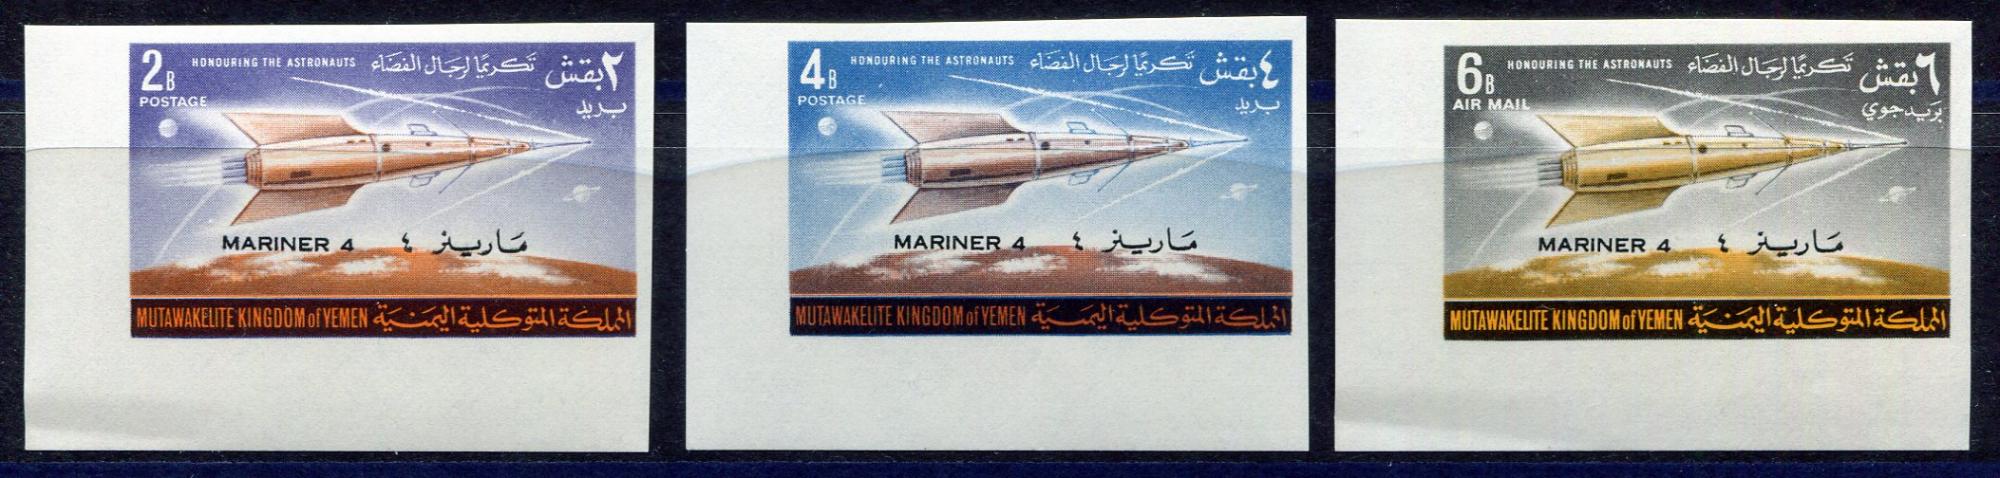 2B HONOURING THE ASTRONAUTS تكريمًا لرجال الفضاء ٢ بقش
POSTAGE بريد
MARINER 4 مارينر ٤
MUTAWAKELITE KINGDOM of YEMEN المملكة المتوكلية اليمنية
4B HONOURING THE ASTRONAUTS تكريمًا لرجال الفضاء ٤ بقش
POSTAGE بريد
MARINER 4 مارينر ٤
MUTAWAKELITE KINGDOM of YEMEN المملكة المتوكلية اليمنية
6B HONOURING THE ASTRONAUTS تكريمًا لرجال الفضاء ٦ بقش
AIR MAIL بريد جوي
MARINER 4 مارينر ٤
MUTAWAKELITE KINGDOM of YEMEN المملكة المتوكلية اليمنية